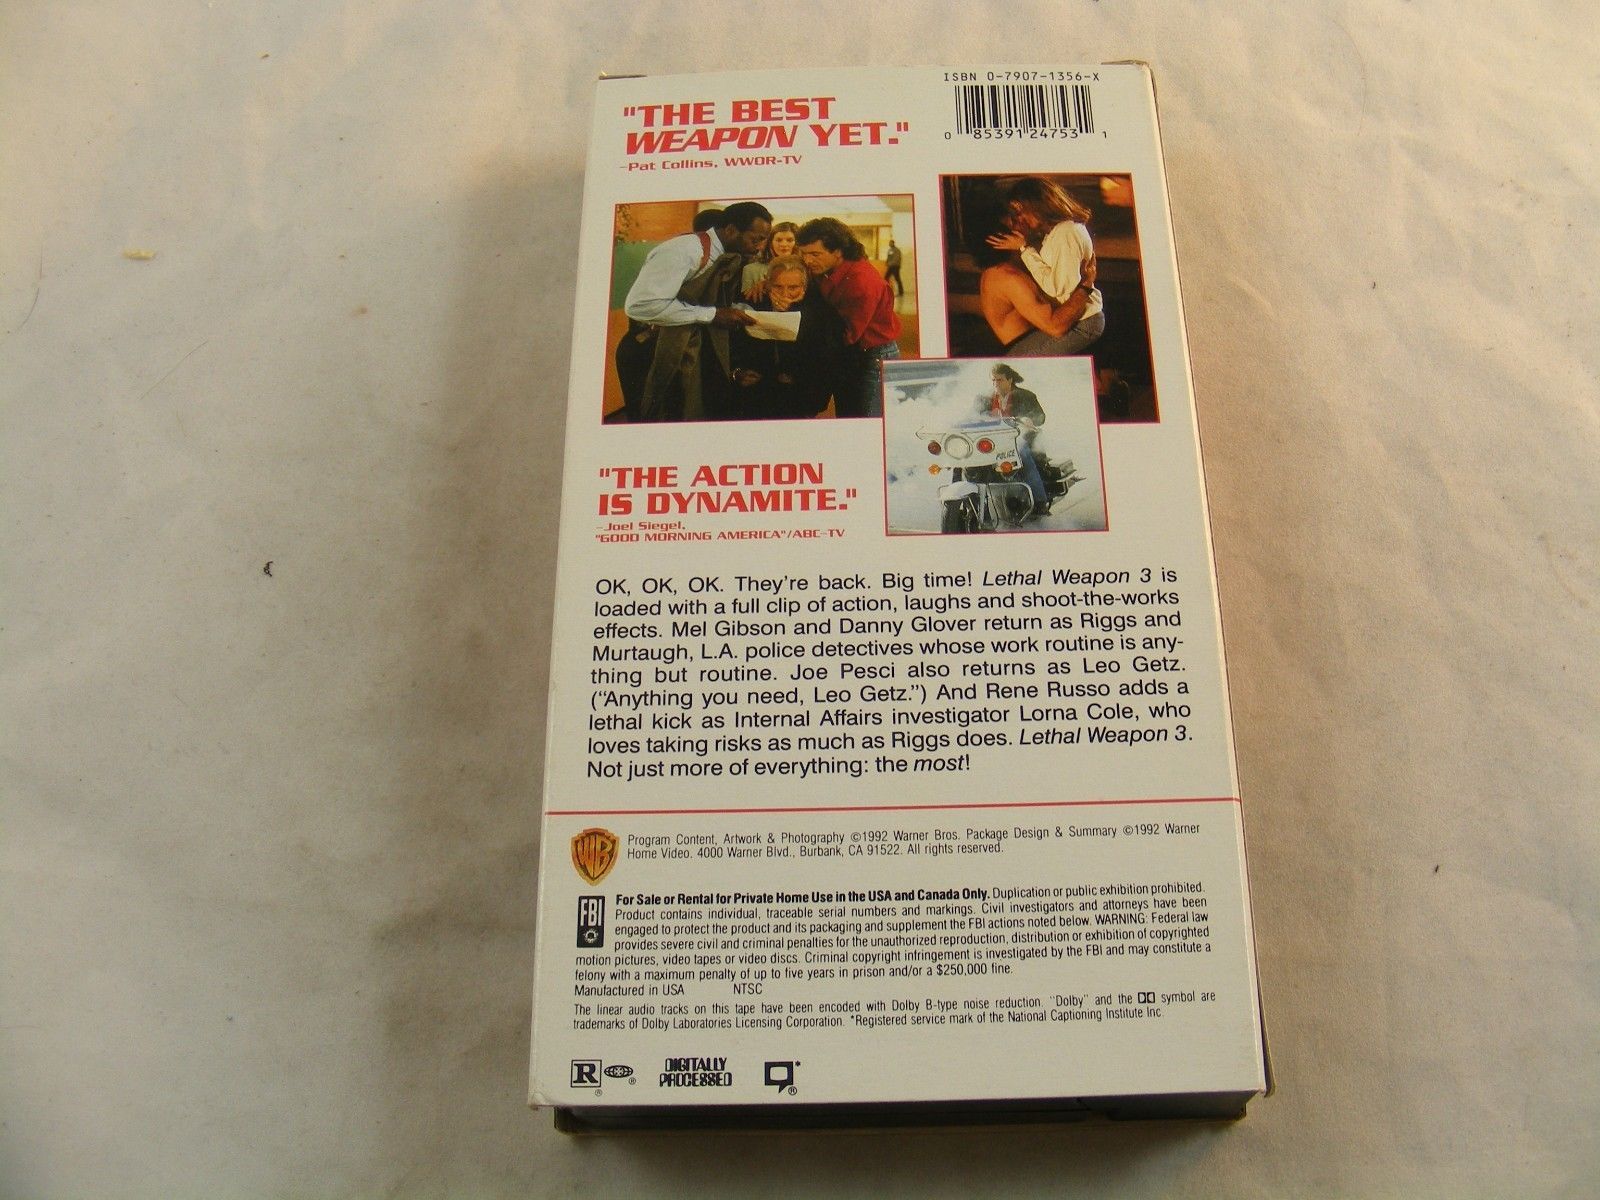 ISBN 0-7907-1356-X
0 85391 24753 1
"THE BEST
WEAPON YET."
-Pat Collins, WWOR-TV
POLICE
"THE ACTION
IS DYNAMITE."
-Joel Siegel,
"GOOD MORNING AMERICA"/ABC-TV
OK, OK, OK. They're back. Big time! Lethal Weapon 3 is
loaded with a full clip of action, laughs and shoot-the-works
effects. Mel Gibson and Danny Glover return as Riggs and
Murtaugh, L.A. police detectives whose work routine is any-
thing but routine. Joe Pesci also returns as Leo Getz.
("Anything you need, Leo Getz.") And Rene Russo adds a
lethal kick as Internal Affairs investigator Lorna Cole, who
loves taking risks as much as Riggs does. Lethal Weapon 3.
Not just more of everything: the most!
WB
Program Content, Artwork & Photography ©1992 Warner Bros. Package Design & Summary ©1992 Warner
Home Video. 4000 Warner Blvd., Burbank, CA 91522. All rights reserved.
FBI
For Sale or Rental for Private Home Use in the USA and Canada Only. Duplication or public exhibition prohibited.
Product contains individual, traceable serial numbers and markings. Civil investigators and attorneys have been
engaged to protect the product and its packaging and supplement the FBI actions noted below. WARNING: Federal law
provides severe civil and criminal penalties for the unauthorized reproduction, distribution or exhibition of copyrighted
motion pictures, video tapes or video discs. Criminal copyright infringement is investigated by the FBI and may constitute a
felony with a maximum penalty of up to five years in prison and/or a $250,000 fine.
Manufactured in USA NTSC
The linear audio tracks on this tape have been encoded with Dolby B-type noise reduction. "Dolby" and the symbol are
trademarks of Dolby Laboratories Licensing Corporation. *Registered service mark of the National Captioning Institute Inc.
R ® ®
DIGITALLY
PROCESSED
*®